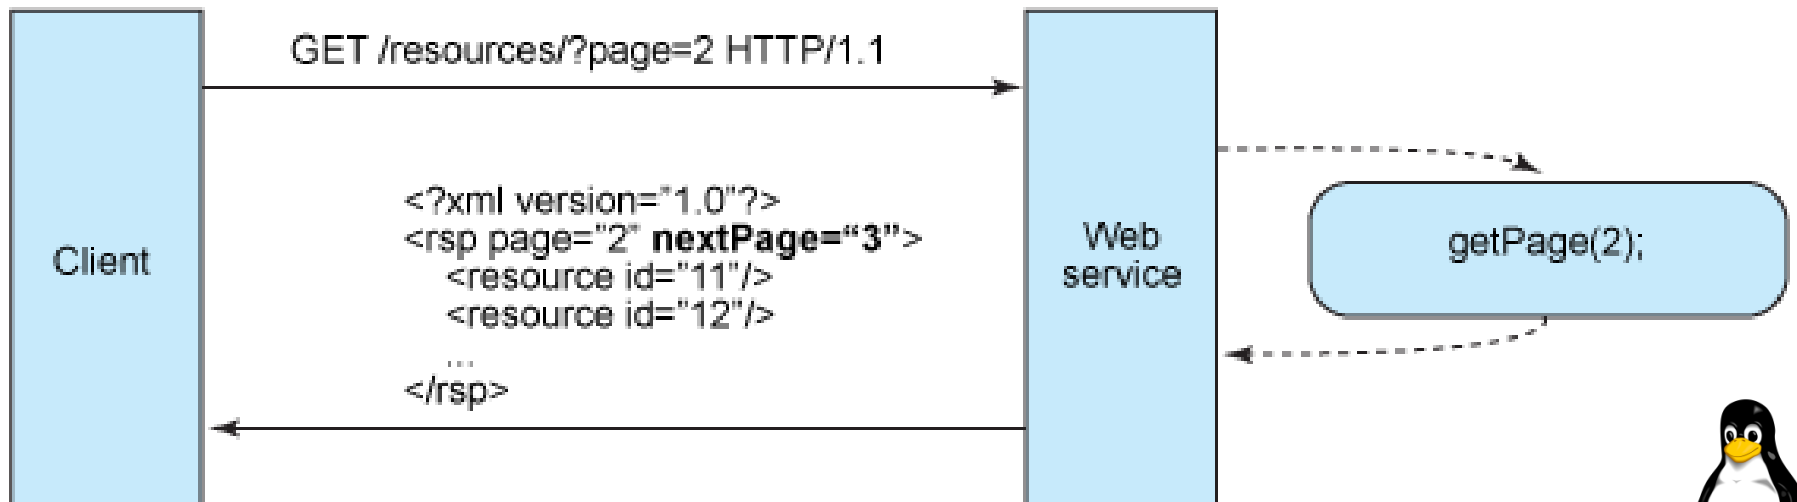 GET /resources/?page=2 HTTP/1.1
<?xml version="1.0"?>
<rsp page="2" nextPage="3">
<resource id="11"/>
<resource id="12"/>
...
</rsp>
Client
Web
service
getPage(2);